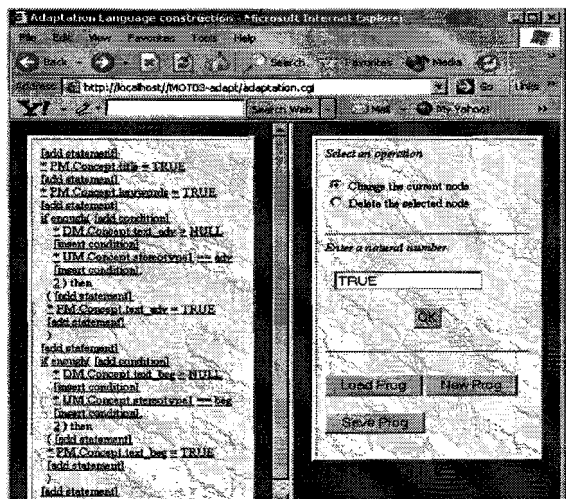 Adaptation Language construction - Microsoft Internet Explorer
File Edit View Favorites Tools Help
Back Search Favorites Media
Address http://localhost//MOT03-adapt/adaptation.cgi Go Links
Y! Search Web Mail My Yahoo!
[add statement]
* PM.Concept.title = TRUE
[add statement]
* PM.Concept.keywords = TRUE
[add statement]
if enough( [add condition]
* DM.Concept.text_adv = NULL
[insert condition]
* UM.Concept.stereotype1 == adv
[insert condition],
2 ) then
( [add statement]
* PM.Concept.text_adv = TRUE
[add statement]
)
[add statement]
if enough( [add condition]
* DM.Concept.text_beg = NULL
[insert condition]
* UM.Concept.stereotype1 == beg
[insert condition],
2 ) then
( [add statement]
* PM.Concept.text_beg = TRUE
[add statement]
)
[add statement]
Select an operation
Change the current node
Delete the selected node
Enter a natural number
TRUE
OK
Load Prog New Prog
Save Prog